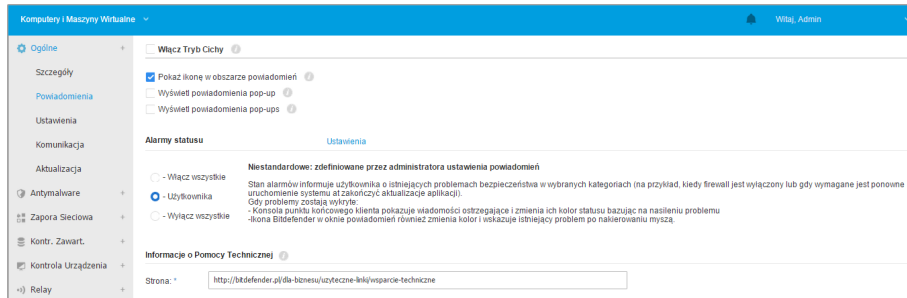 Komputery i Maszyny Wirtualne
Witaj, Admin
Ogólne +
Szczegóły
Powiadomienia
Ustawienia
Komunikacja
Aktualizacja
Antymalware +
Zapora Sieciowa +
Kontr. Zawart. +
Kontrola Urządzenia +
Relay +
Włącz Tryb Cichy
Pokaż ikonę w obszarze powiadomień
Wyświetl powiadomienia pop-up
Wyświetl powiadomienia pop-ups
Alarmy statusu
Ustawienia
- Włącz wszystkie
- Użytkownika
- Wyłącz wszystkie
Niestandardowe: zdefiniowane przez administratora ustawienia powiadomień
Stan alarmów informuje użytkownika o istniejących problemach bezpieczeństwa w wybranych kategoriach (na przykład, kiedy firewall jest wyłączony lub gdy wymagane jest ponowne
uruchomienie systemu at zakończyć aktualizacje aplikacji).
Gdy problemy zostają wykryte:
- Konsola punktu końcowego klienta pokazuje wiadomości ostrzegające i zmienia ich kolor statusu bazując na nasileniu problemu
-Ikona Bitdefender w oknie powiadomień również zmienia kolor i wskazuje istniejący problem po nakierowaniu myszą.
Informacje o Pomocy Technicznej
Strona: *
http://bitdefender.pl/dla-biznesu/uzyteczne-linki/wsparcie-techniczne